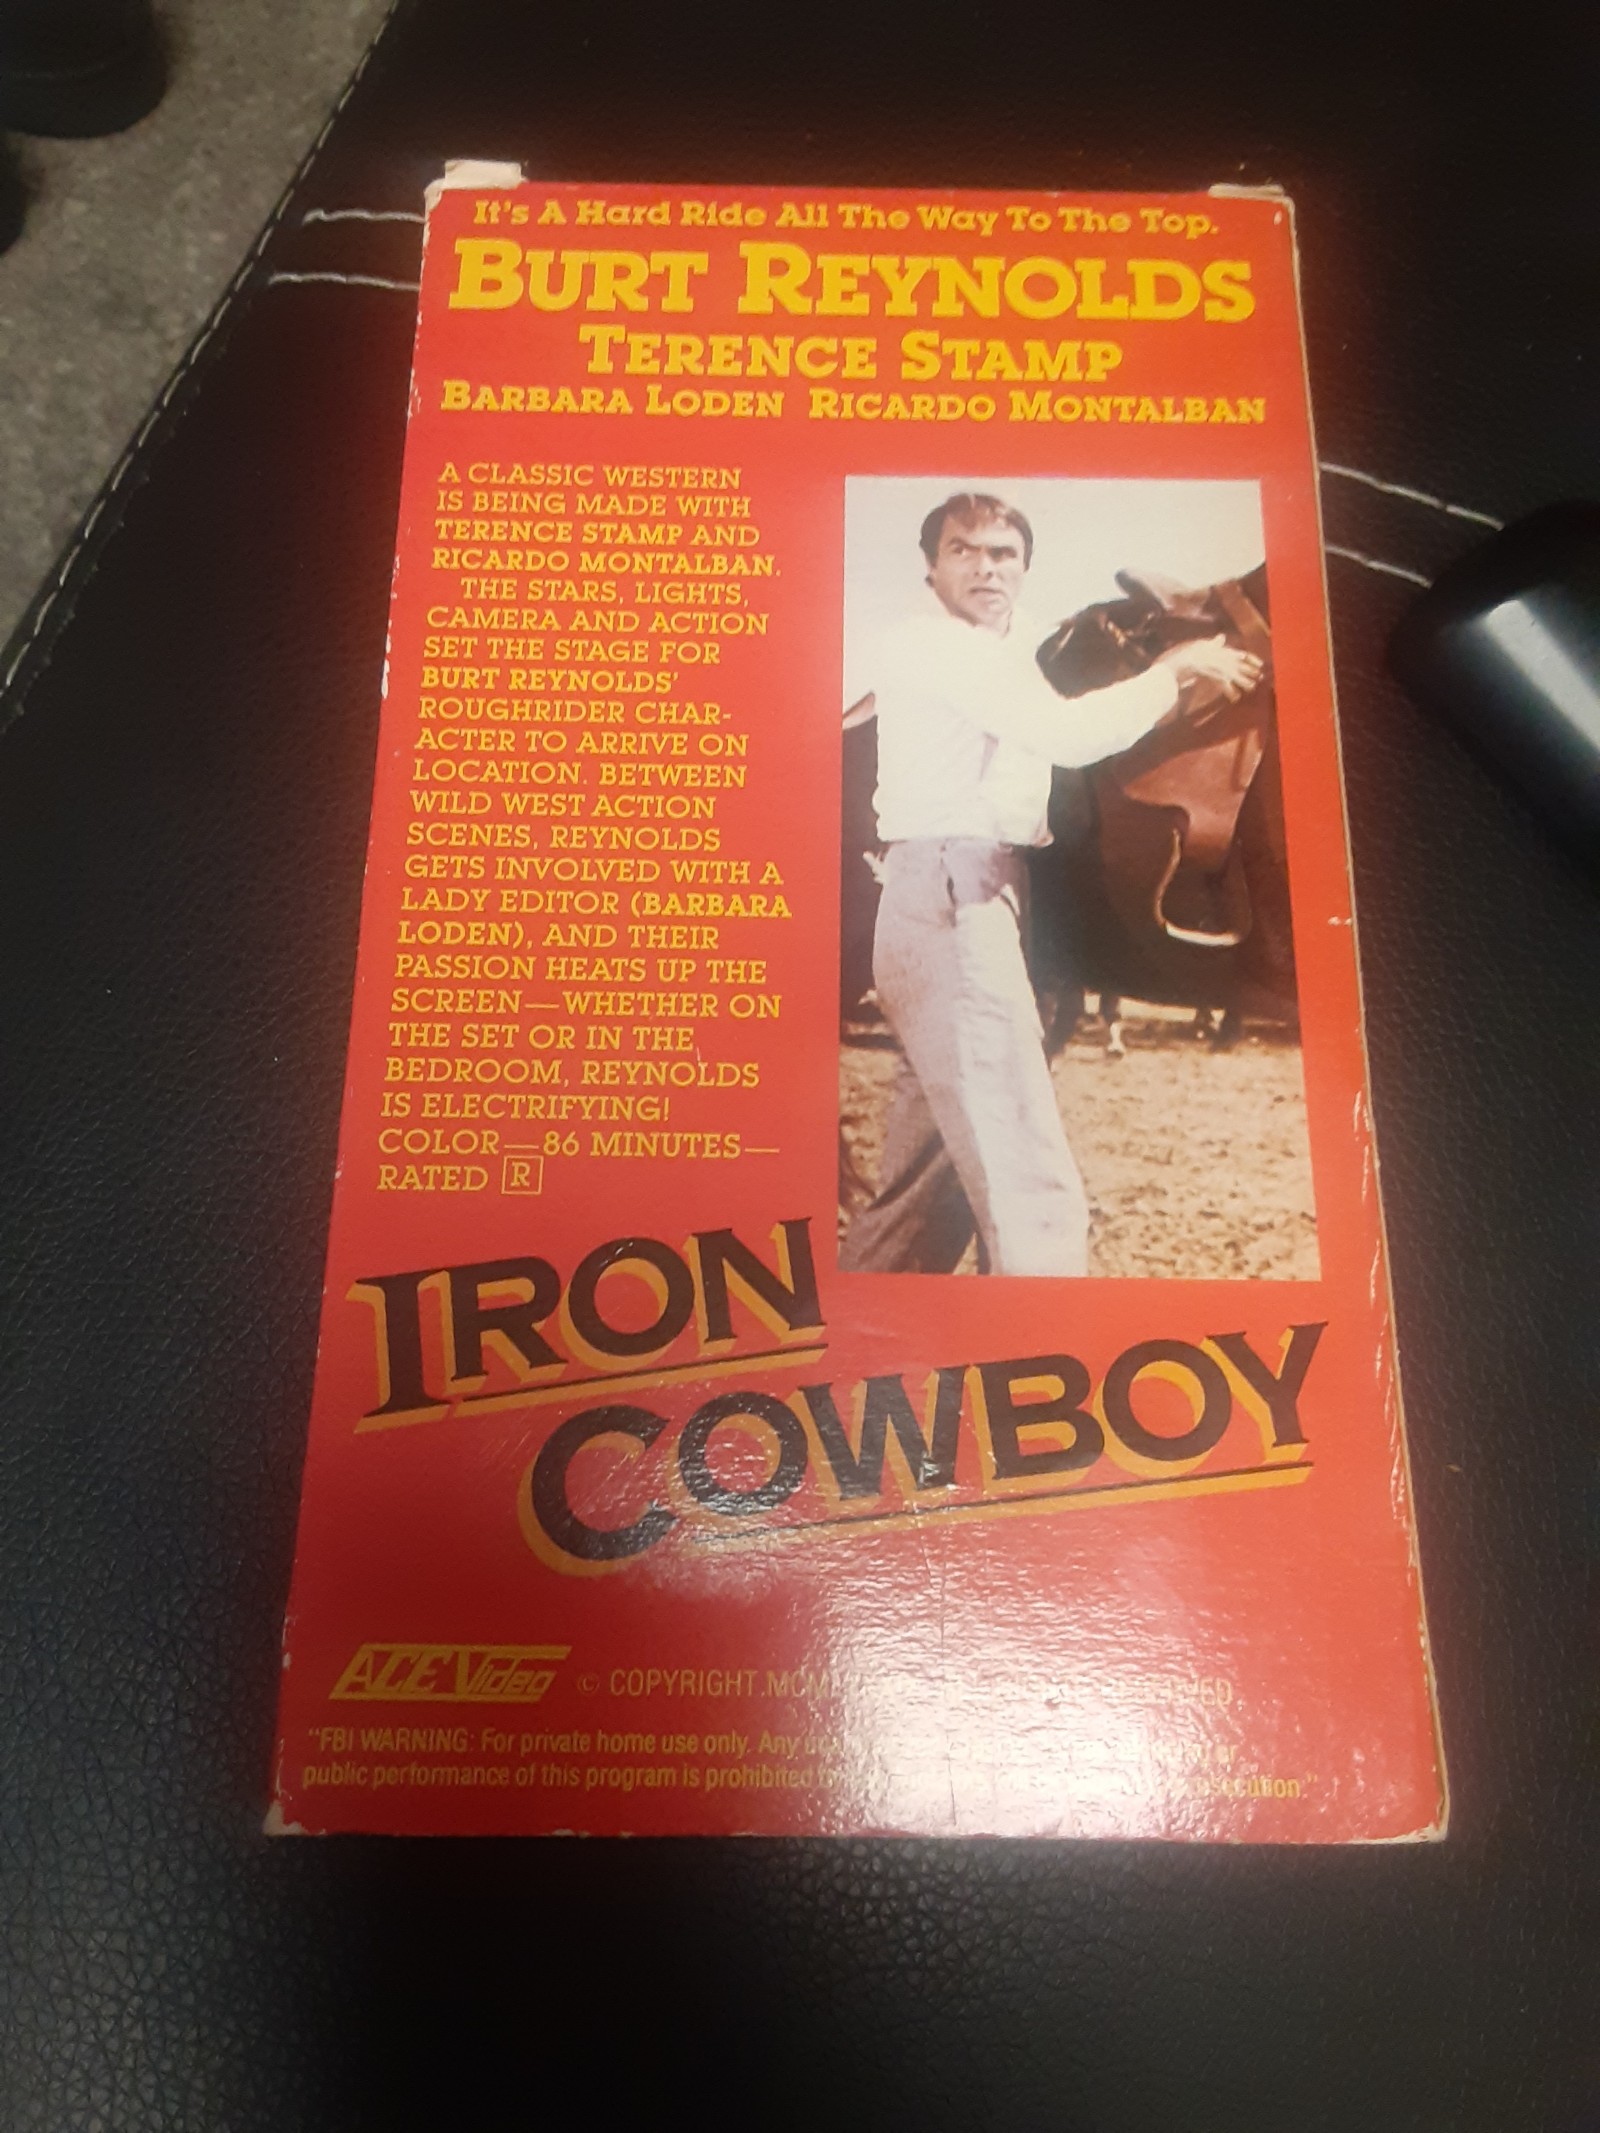 It's A Hard Ride All The Way To The Top.
BURT REYNOLDS
TERENCE STAMP
BARBARA LODEN RICARDO MONTALBAN
A CLASSIC WESTERN
IS BEING MADE WITH
TERENCE STAMP AND
RICARDO MONTALBAN.
THE STARS, LIGHTS,
CAMERA AND ACTION
SET THE STAGE FOR
BURT REYNOLDS'
ROUGHRIDER CHAR-
ACTER TO ARRIVE ON
LOCATION. BETWEEN
WILD WEST ACTION
SCENES, REYNOLDS
GETS INVOLVED WITH A
LADY EDITOR (BARBARA
LODEN), AND THEIR
PASSION HEATS UP THE
SCREEN—WHETHER ON
THE SET OR IN THE
BEDROOM, REYNOLDS
IS ELECTRIFYING!
COLOR—86 MINUTES—
RATED R
IRON
COWBOY
ACE Video © COPYRIGHT
"FBI WARNING: For private home use only. Any or
public performance of this program is prohibited